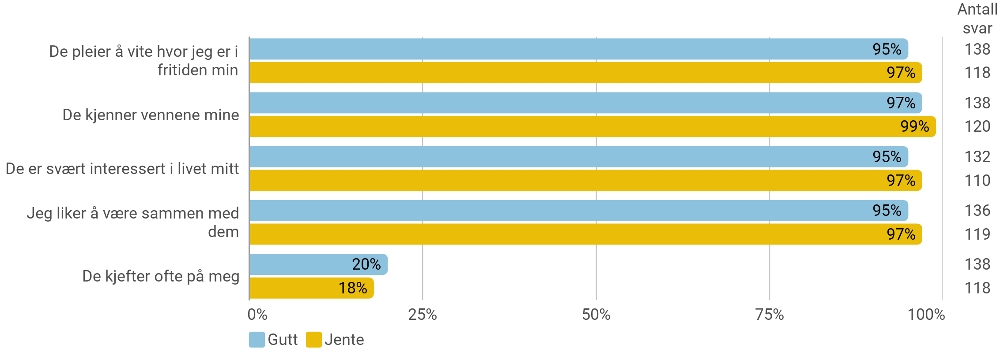 Antall
svar
De pleier å vite hvor jeg er i
fritiden min
95% 138
97% 118
De kjenner vennene mine
97% 138
99% 120
De er svært interessert i livet mitt
95% 132
97% 110
Jeg liker å være sammen med
dem
95% 136
97% 119
De kjefter ofte på meg
20% 138
18% 118
0% 25% 50% 75% 100%
Gutt Jente